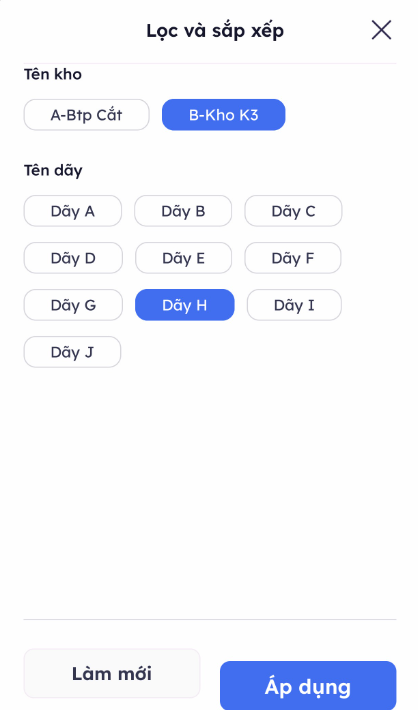 Lọc và sắp xếp
Tên kho
A-Btp Cắt B-Kho K3
Tên dãy
Dãy A Dãy B Dãy C
Dãy D Dãy E Dãy F
Dãy G Dãy H Dãy I
Dãy J
Làm mới Áp dụng